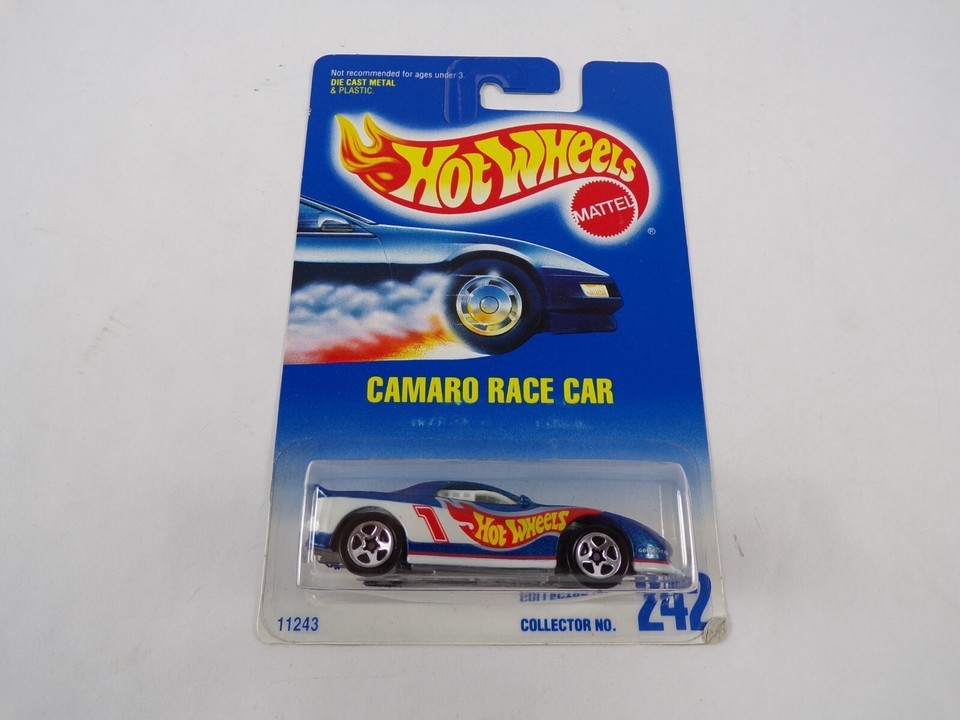 Not recommended for ages under 3.
DIE CAST METAL
& PLASTIC.
HOT WHEELS
MATTEL
®
CAMARO RACE CAR
1
HOT WHEELS
11243
COLLECTOR NO.
242